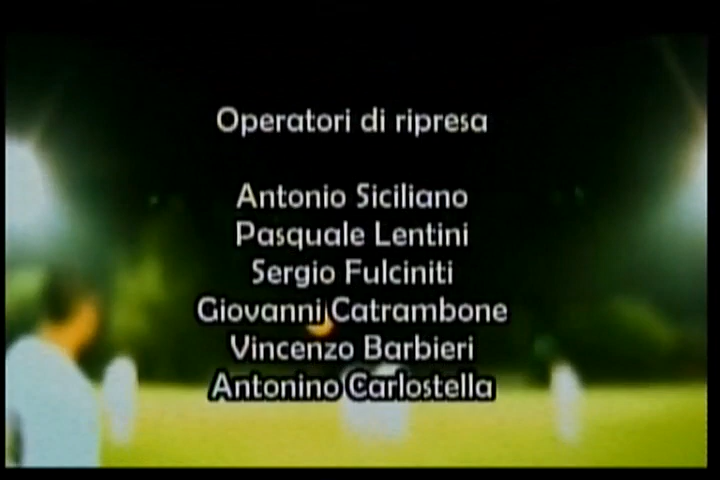 Operatori di ripresa
Antonio Siciliano
Pasquale Lentini
Sergio Fulciniti
Giovanni Catrambone
Vincenzo Barbieri
Antonino Carlostella